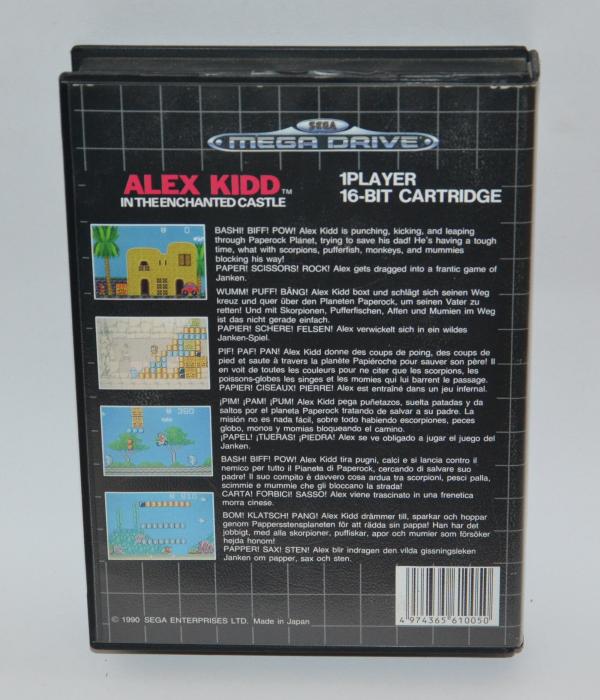 SEGA
MEGA DRIVE
ALEX KIDD™
IN THE ENCHANTED CASTLE
1PLAYER
16-BIT CARTRIDGE
BASH! BIFF! POW! Alex Kidd is punching, kicking, and leaping
through Paperock Planet, trying to save his dad! He's having a tough
time, what with scorpions, pufferfish, monkeys, and mummies
blocking his way!
PAPER! SCISSORS! ROCK! Alex gets dragged into a frantic game of
Janken.
WUMM! PUFF! BÄNG! Alex Kidd boxt und schlägt sich seinen Weg
kreuz und quer über den Planeten Paperock, um seinen Vater zu
retten! Und mit Skorpionen, Pufferfischen, Affen und Mumien im Weg
ist das nicht gerade einfach.
PAPIER! SCHERE! FELSEN! Alex verwickelt sich in ein wildes
Janken-Spiel.
PIF! PAF! PAN! Alex Kidd donne des coups de poing, des coups de
pied et saute à travers la planète Papiéroche pour sauver son père! Il
en voit de toutes les couleurs pour ne citer que les scorpions, les
poissons-globes les singes et les momies qui lui barrent le passage.
PAPIER! CISEAUX! PIERRE! Alex est entraîné dans un jeu infernal.
¡PIM! ¡PAM! ¡PUM! Alex Kidd pega puñetazos, suelta patadas y da
saltos por el planeta Paperock tratando de salvar a su padre. La
misión no es nada fácil, sobre todo habiendo escorpiones, peces
globo, monos y momias bloqueando el camino.
¡PAPEL! ¡TIJERAS! ¡PIEDRA! Alex se ve obligado a jugar el juego del
Janken.
BASH! BIFF! POW! Alex Kidd tira pugni, calci e si lancia contro il
nemico per tutto il Pianeta di Paperock, cercando di salvare suo
padre! Il suo compito è davvero cosa ardua tra scorpioni, pesci palla,
scimmie e mummie che gli bloccano la strada!
CARTA! FORBICI! SASSO! Alex viene trascinato in una frenetica
morra cinese.
BOM! KLATSCH! PANG! Alex Kidd drämmer till, sparkar och hoppar
genom Pappersstensplaneten för att rädda sin pappa! Han har det
jobbigt, med alla skorpioner, puffiskar, apor och mumier som försöker
hejda honom!
PAPPER! SAX! STEN! Alex blir indragen den vilda gissningsleken
Janken om papper, sax och sten.
4 974365 610050
© 1990 SEGA ENTERPRISES LTD. Made in Japan